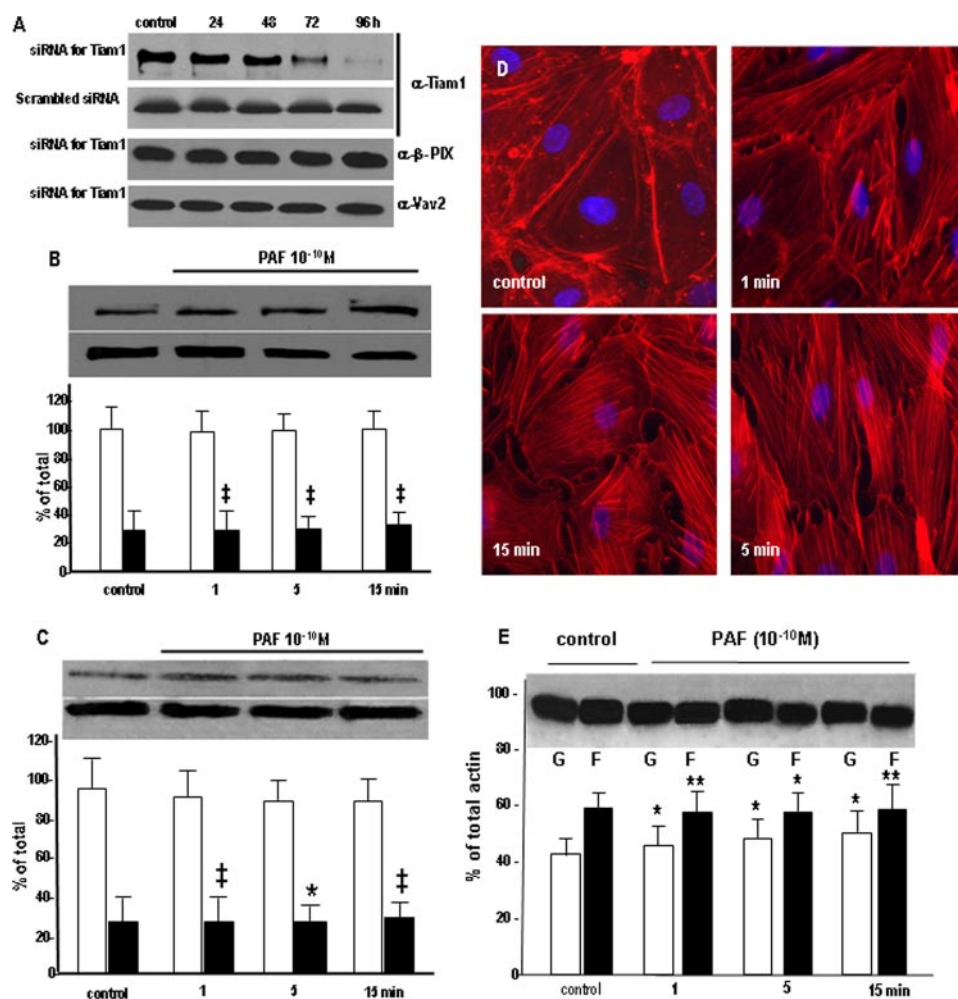 A
control 24 48 72 96 h
siRNA for Tiam1
α-Tiam1
Scrambled siRNA
siRNA for Tiam1
α-β-PIX
siRNA for Tiam1
α-Vav2
B
PAF 10⁻¹⁰M
120
100
80
60
40
20
0
% of total
‡ ‡ ‡
control 1 5 15 min
C
PAF 10⁻¹⁰M
120
100
80
60
40
20
0
% of total
‡ * ‡
control 1 5 15 min
D
control
1 min
15 min
5 min
E
control PAF (10⁻¹⁰M)
100
80
60
40
20
0
% of total actin
G F G F G F G F
* ** * * * **
control 1 5 15 min